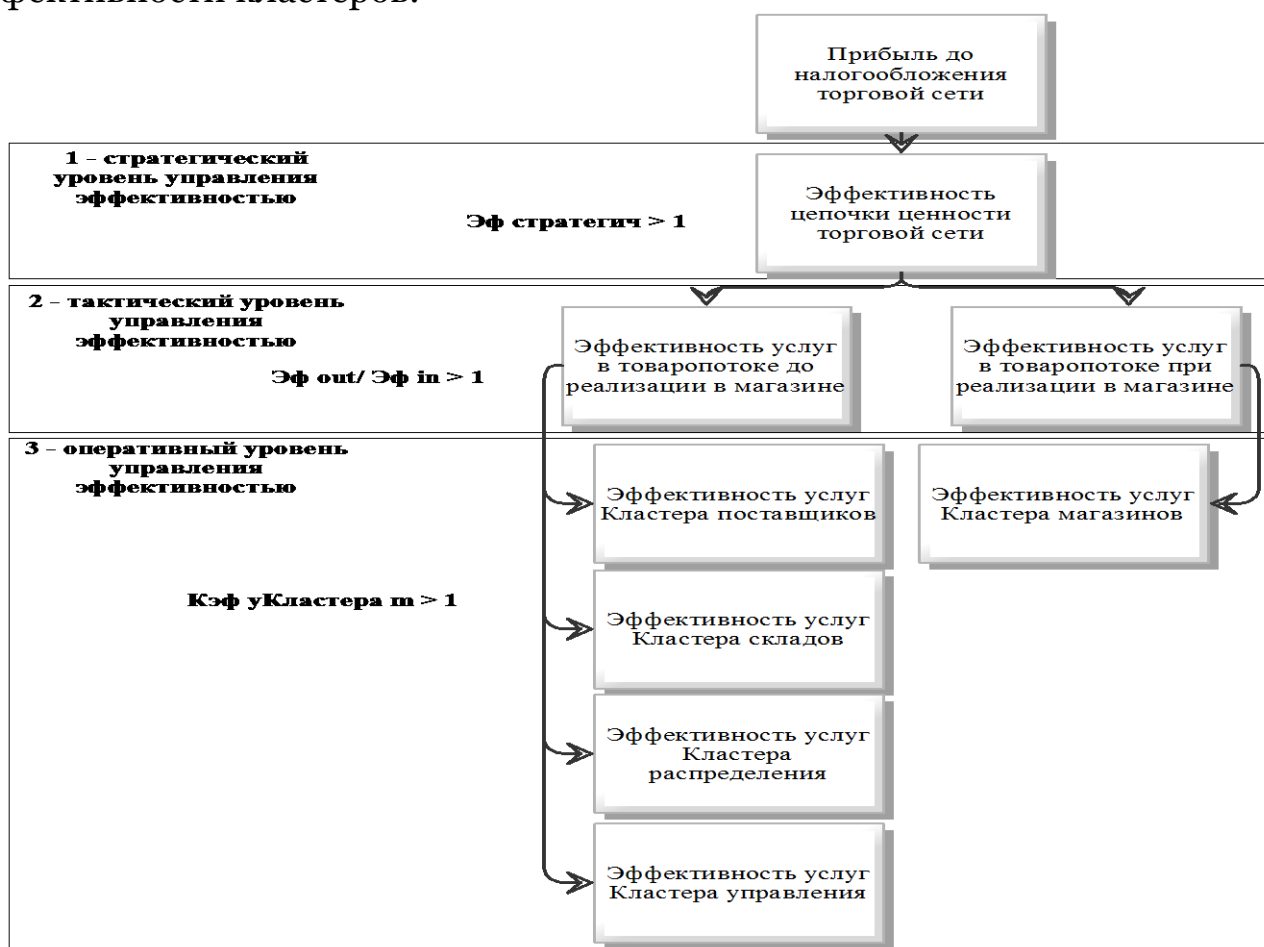 фективности кластеров.
Прибыль до
налогообложения
торговой сети
1 – стратегический
уровень управления
эффективностью
Эф стратегич > 1
Эффективность
цепочки ценности
торговой сети
2 – тактический уровень
управления
эффективностью
Эф out/ Эф in > 1
Эффективность услуг
в товаропотоке до
реализации в магазине
Эффективность услуг
в товаропотоке при
реализации в магазине
3 – оперативный уровень
управления
эффективностью
Кэф уКластера m > 1
Эффективность услуг
Кластера поставщиков
Эффективность услуг
Кластера магазинов
Эффективность услуг
Кластера складов
Эффективность услуг
Кластера
распределения
Эффективность услуг
Кластера управления